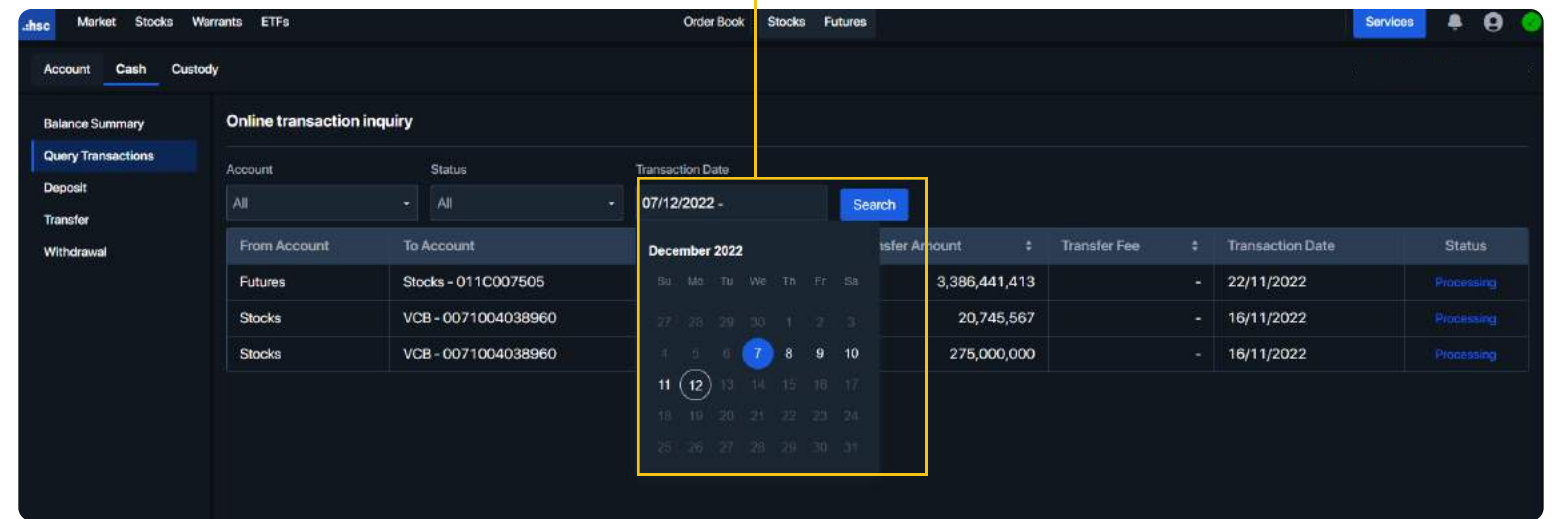 .:hsc Market Stocks Warrants ETFs Order Book Stocks Futures Services
Account Cash Custody
Balance Summary
Query Transactions
Deposit
Transfer
Withdrawal
Online transaction inquiry
Account Status Transaction Date
All All 07/12/2022 - Search
From Account To Account nsfer Amount Transfer Fee Transaction Date Status
Futures Stocks - 011C007505 3,386,441,413 - 22/11/2022 Processing
Stocks VCB - 0071004038960 20,745,567 - 16/11/2022 Processing
Stocks VCB - 0071004038960 275,000,000 - 16/11/2022 Processing
December 2022
Su Mo Tu We Th Fr Sa
27 28 29 30 1 2 3
4 5 6 7 8 9 10
11 12 13 14 15 16 17
18 19 20 21 22 23 24
25 26 27 28 29 30 31